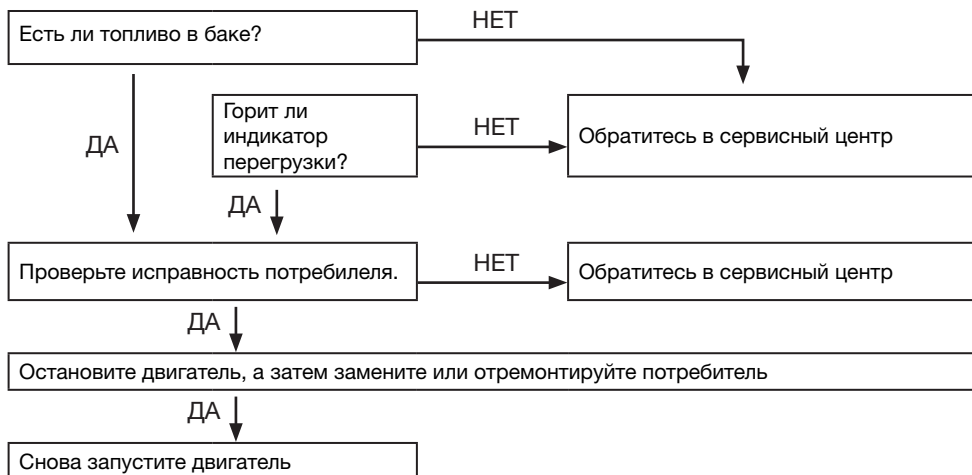 Есть ли топливо в баке?
НЕТ
ДА
Горит ли
индикатор
перегрузки?
НЕТ
Обратитесь в сервисный центр
ДА
Проверьте исправность потребилеля.
НЕТ
Обратитесь в сервисный центр
ДА
Остановите двигатель, а затем замените или отремонтируйте потребитель
ДА
Снова запустите двигатель